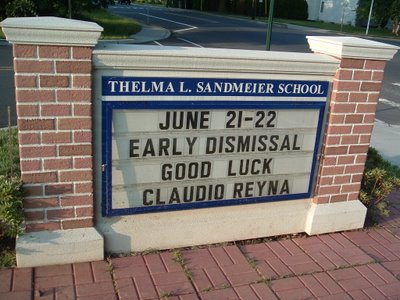 THELMA L. SANDMEIER SCHOOL
JUNE 21-22
EARLY DISMISSAL
GOOD LUCK
CLAUDIO REYNA